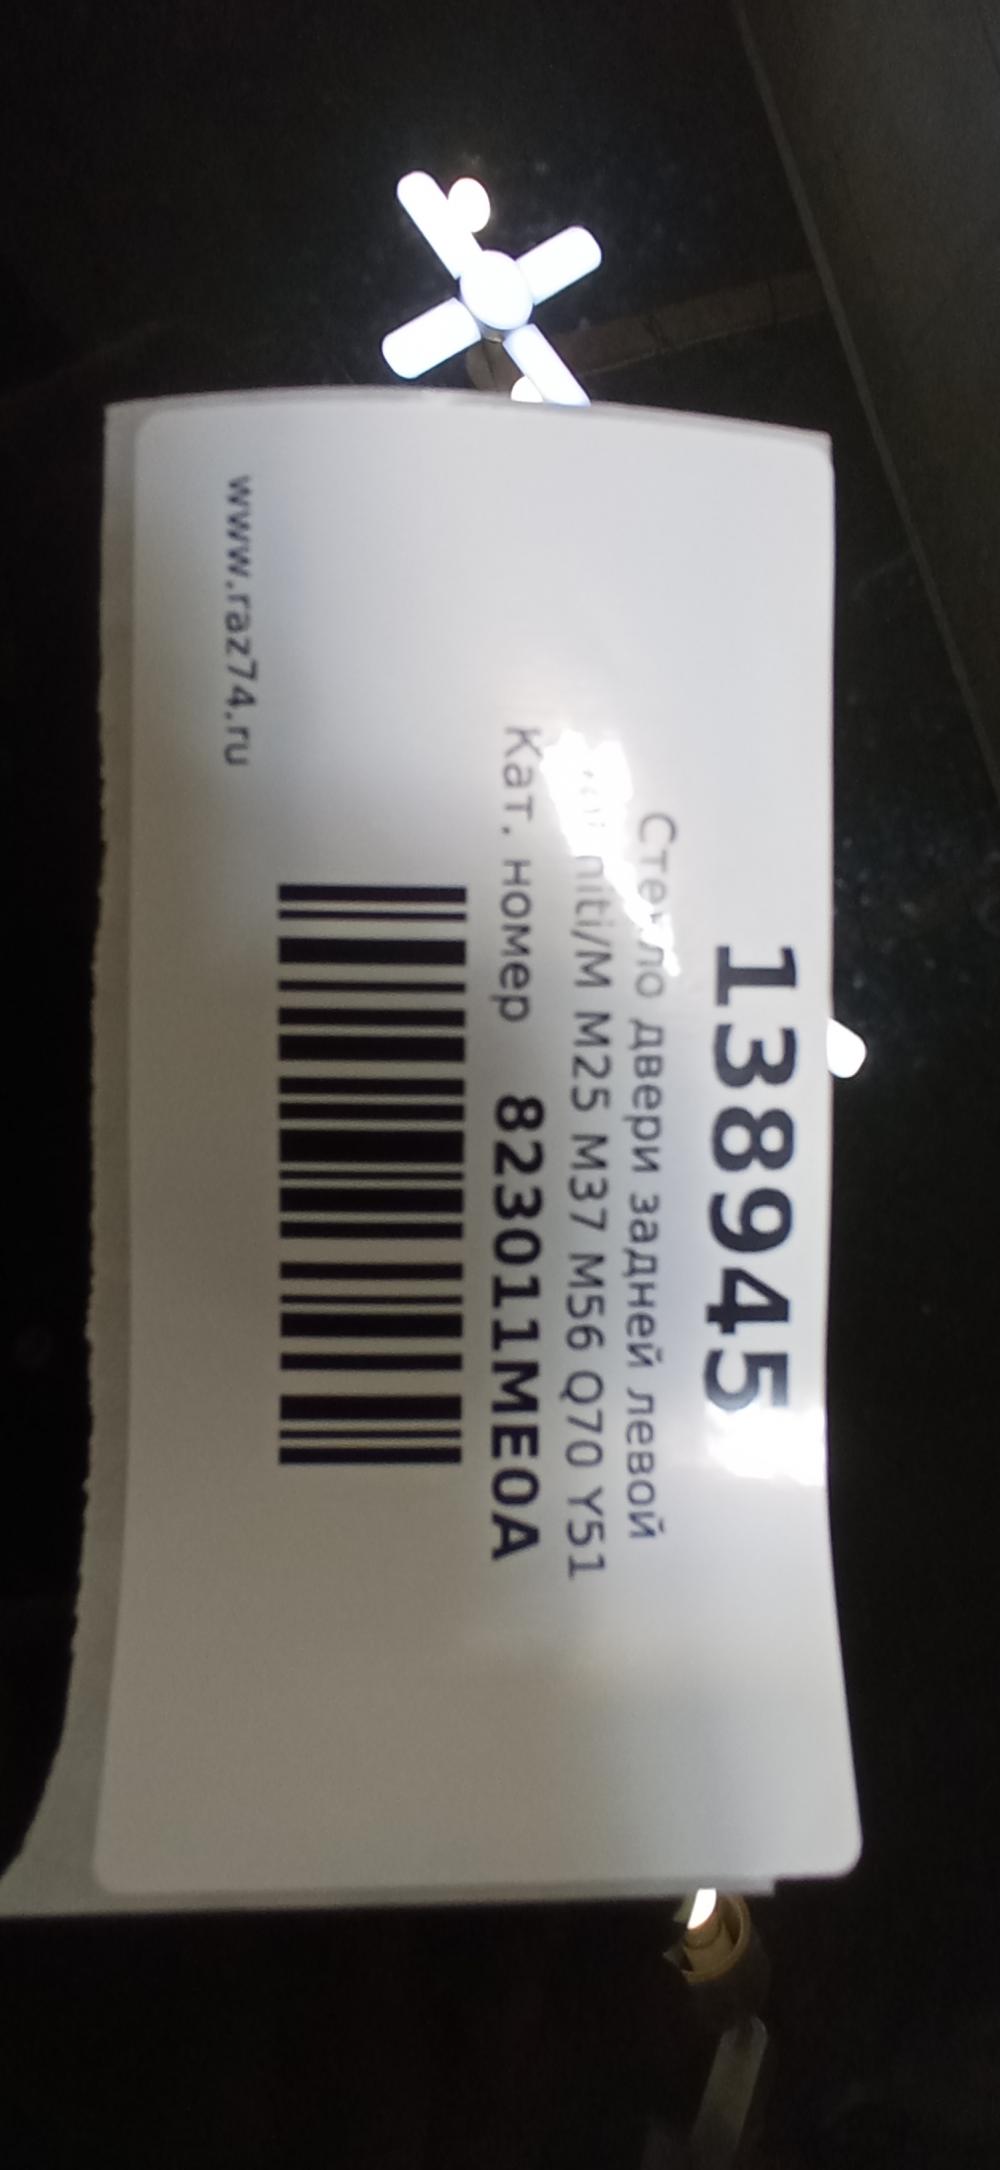 138945
двери задней левой
M25 M37 M56 Q70 Y51
Кат. номер 823011ME0A
www.raz74.ru